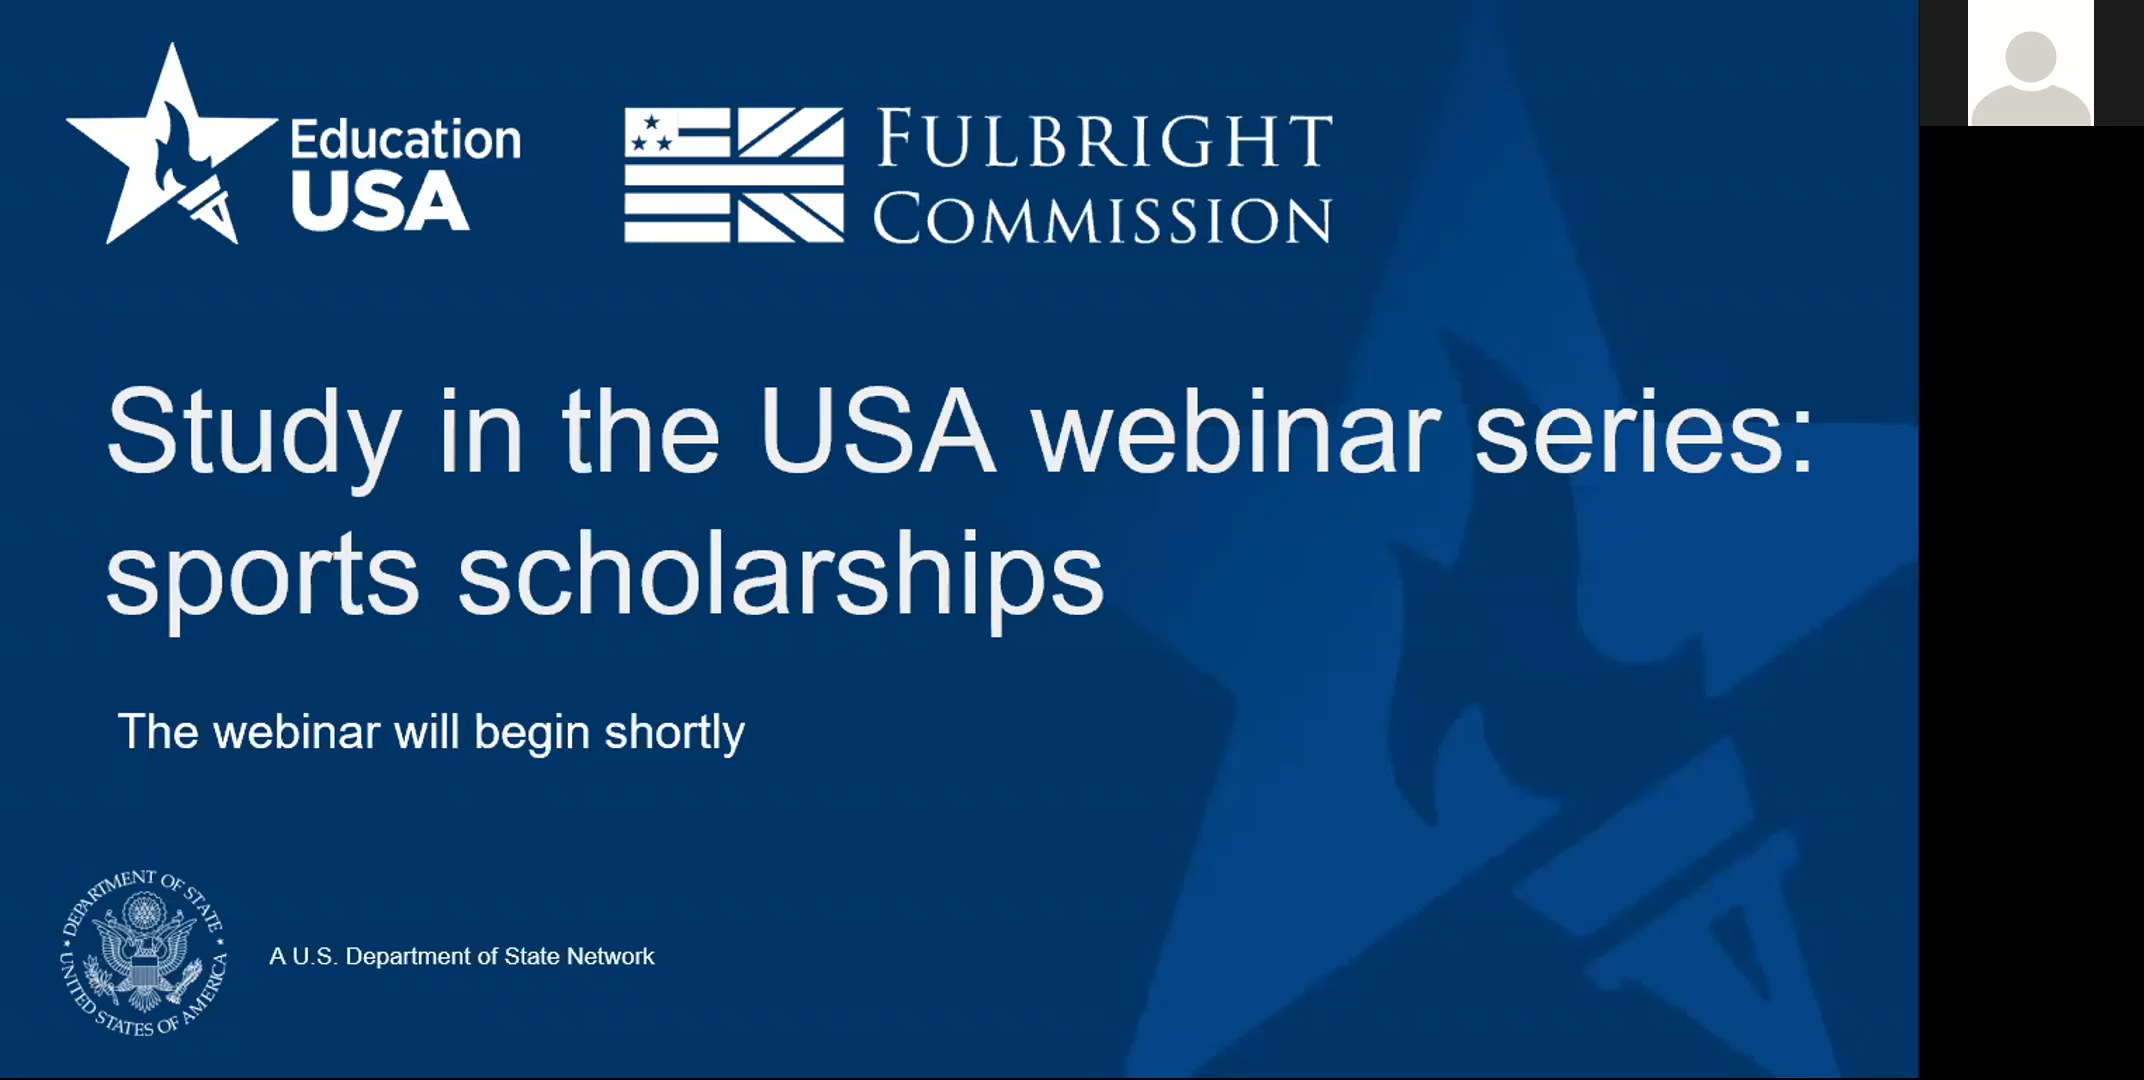 Education
USA
FULBRIGHT
COMMISSION
Study in the USA webinar series:
sports scholarships
The webinar will begin shortly
DEPARTMENT OF STATE
UNITED STATES OF AMERICA
A U.S. Department of State Network